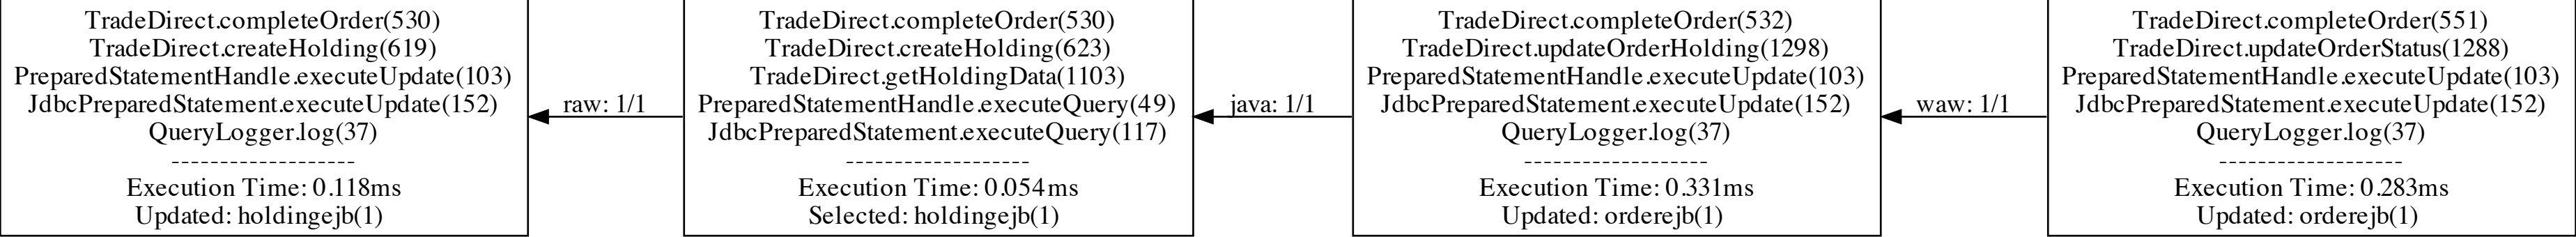 TradeDirect.completeOrder(530)
TradeDirect.createHolding(619)
PreparedStatementHandle.executeUpdate(103)
JdbcPreparedStatement.executeUpdate(152)
QueryLogger.log(37)
-------------------
Execution Time: 0.118ms
Updated: holdingejb(1)
raw: 1/1
TradeDirect.completeOrder(530)
TradeDirect.createHolding(623)
TradeDirect.getHoldingData(1103)
PreparedStatementHandle.executeQuery(49)
JdbcPreparedStatement.executeQuery(117)
-------------------
Execution Time: 0.054ms
Selected: holdingejb(1)
java: 1/1
TradeDirect.completeOrder(532)
TradeDirect.updateOrderHolding(1298)
PreparedStatementHandle.executeUpdate(103)
JdbcPreparedStatement.executeUpdate(152)
QueryLogger.log(37)
-------------------
Execution Time: 0.331ms
Updated: orderejb(1)
waw: 1/1
TradeDirect.completeOrder(551)
TradeDirect.updateOrderStatus(1288)
PreparedStatementHandle.executeUpdate(103)
JdbcPreparedStatement.executeUpdate(152)
QueryLogger.log(37)
-------------------
Execution Time: 0.283ms
Updated: orderejb(1)